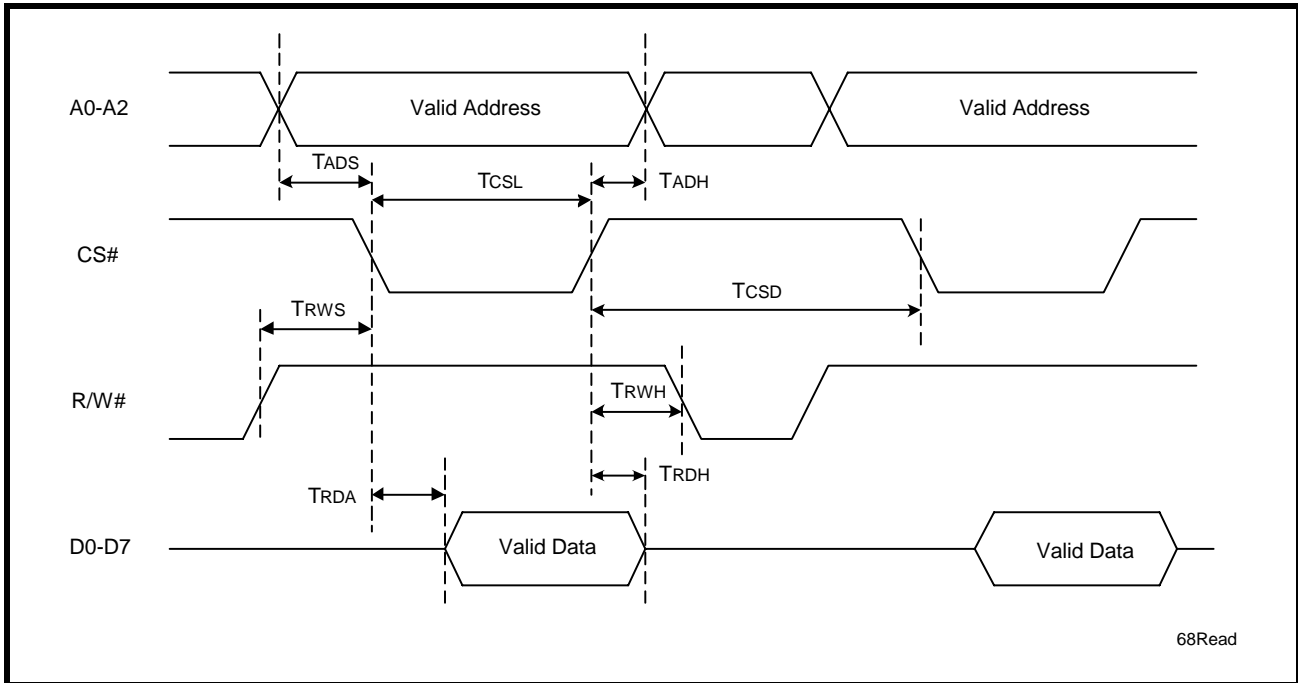 A0-A2
Valid Address
Valid Address
TADS
TCSL
TADH
CS#
TCSD
TRWS
R/W#
TRWH
TRDA
TRDH
D0-D7
Valid Data
Valid Data
68Read